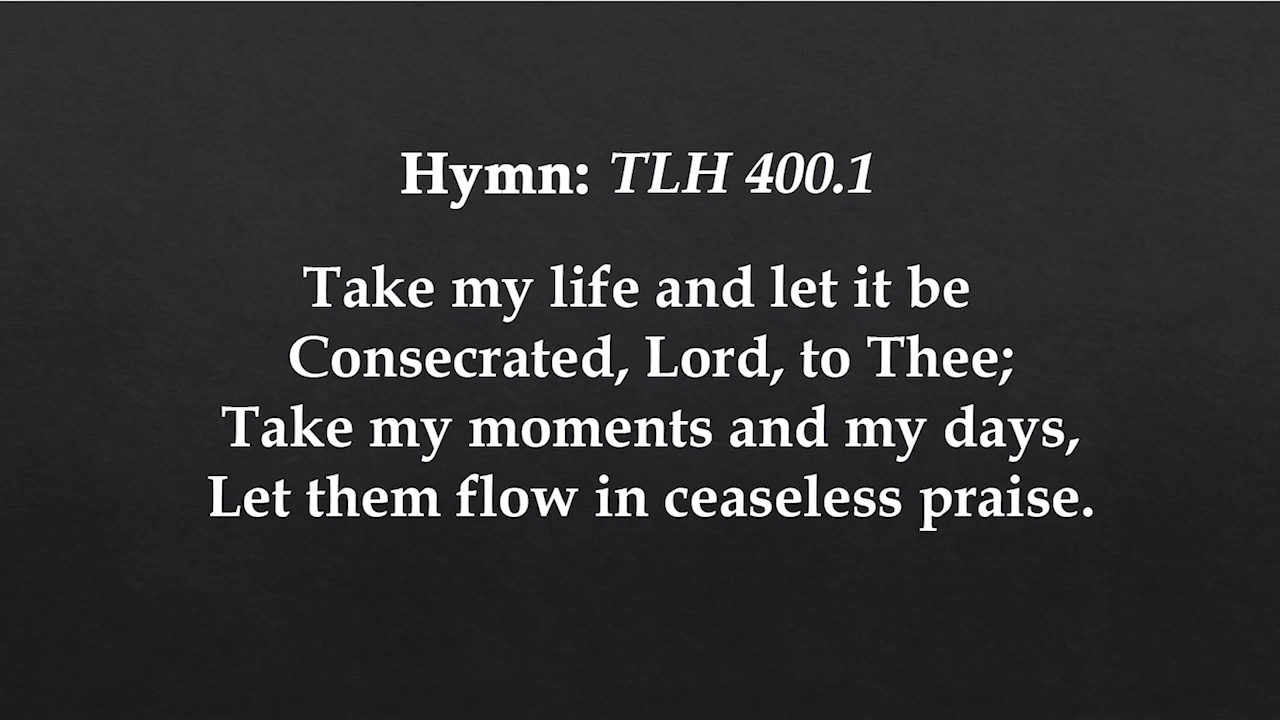 Hymn: TLH 400.1
Take my life and let it be
Consecrated, Lord, to Thee;
Take my moments and my days,
Let them flow in ceaseless praise.